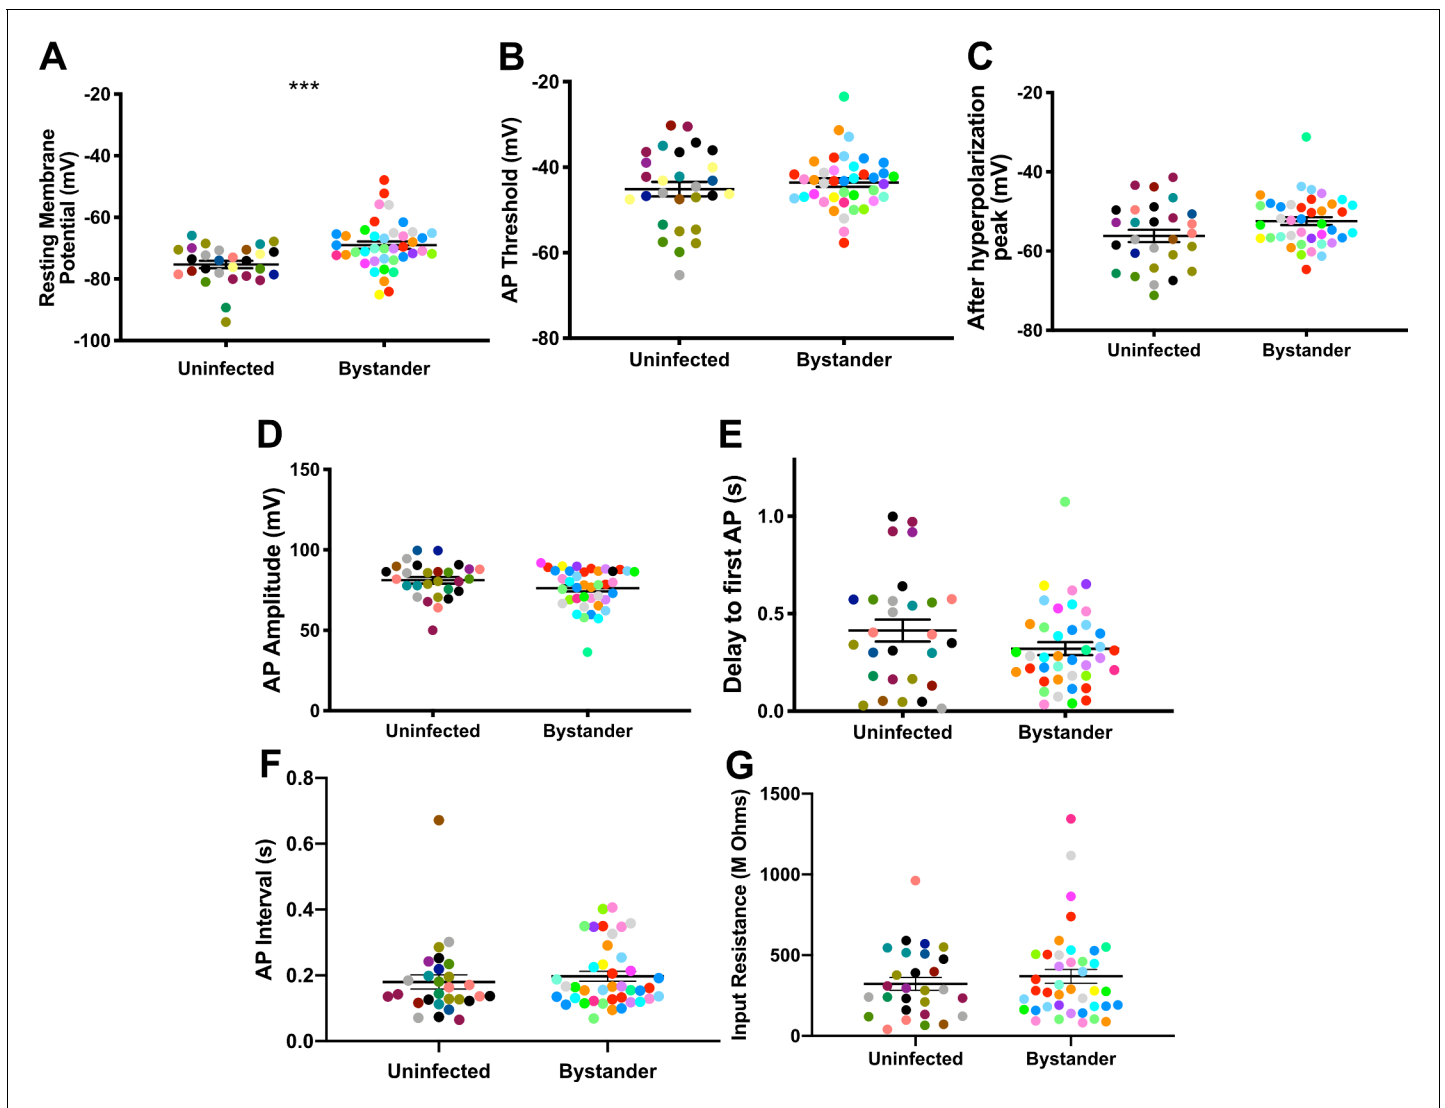 A
***
Resting Membrane
Potential (mV)
-20
-40
-60
-80
-100
Uninfected
Bystander
B
AP Threshold (mV)
-20
-40
-60
-80
Uninfected
Bystander
C
After hyperpolarization
peak (mV)
-20
-40
-60
-80
Uninfected
Bystander
D
AP Amplitude (mV)
150
100
50
0
Uninfected
Bystander
E
Delay to first AP (s)
1.0
0.5
0.0
Uninfected
Bystander
F
AP Interval (s)
0.8
0.6
0.4
0.2
0.0
Uninfected
Bystander
G
Input Resistance (M Ohms)
1500
1000
500
0
Uninfected
Bystander